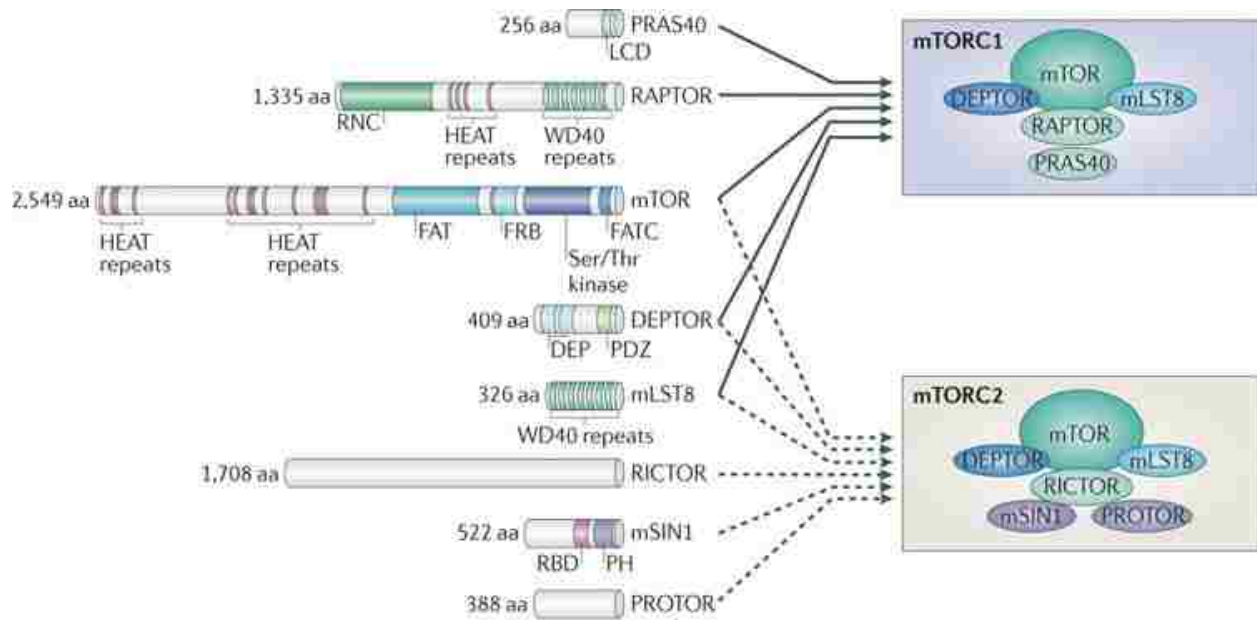 256 aa PRAS40
LCD
1,335 aa RAPTOR
RNC
HEAT repeats
WD40 repeats
2,549 aa mTOR
HEAT repeats
HEAT repeats
FAT
FRB
FATC
Ser/Thr kinase
409 aa DEPTOR
DEP
PDZ
326 aa mLST8
WD40 repeats
1,708 aa RICTOR
522 aa mSIN1
RBD
PH
388 aa PROTOR
mTORC1
mTOR
DEPTOR
mLST8
RAPTOR
PRAS40
mTORC2
mTOR
DEPTOR
mLST8
RICTOR
mSIN1
PROTOR